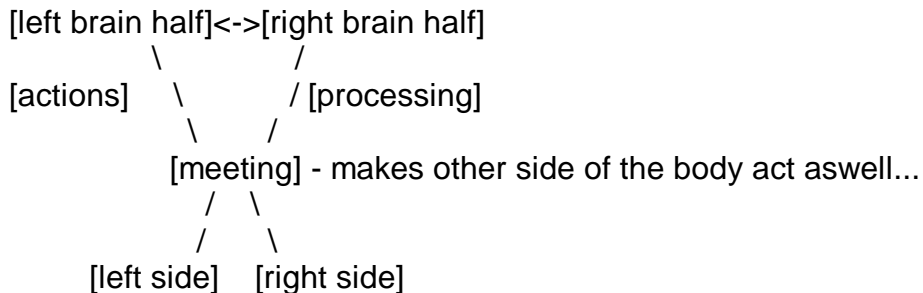 [left brain half]<->[right brain half]
\ /
[actions] \ / [processing]
\ /
[meeting] - makes other side of the body act aswell...
/ \
/ \
[left side] [right side]